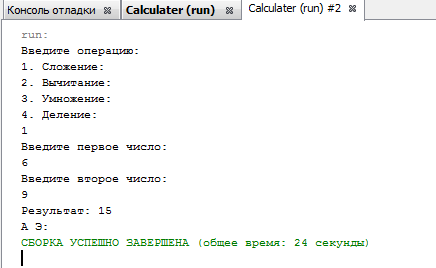 Консоль отладки Calculater (run) Calculater (run) #2
run:
Введите операцию:
1. Сложение:
2. Вычитание:
3. Умножение:
4. Деление:
1
Введите первое число:
6
Введите второе число:
9
Результат: 15
А Э:
СБОРКА УСПЕШНО ЗАВЕРШЕНА (общее время: 24 секунды)